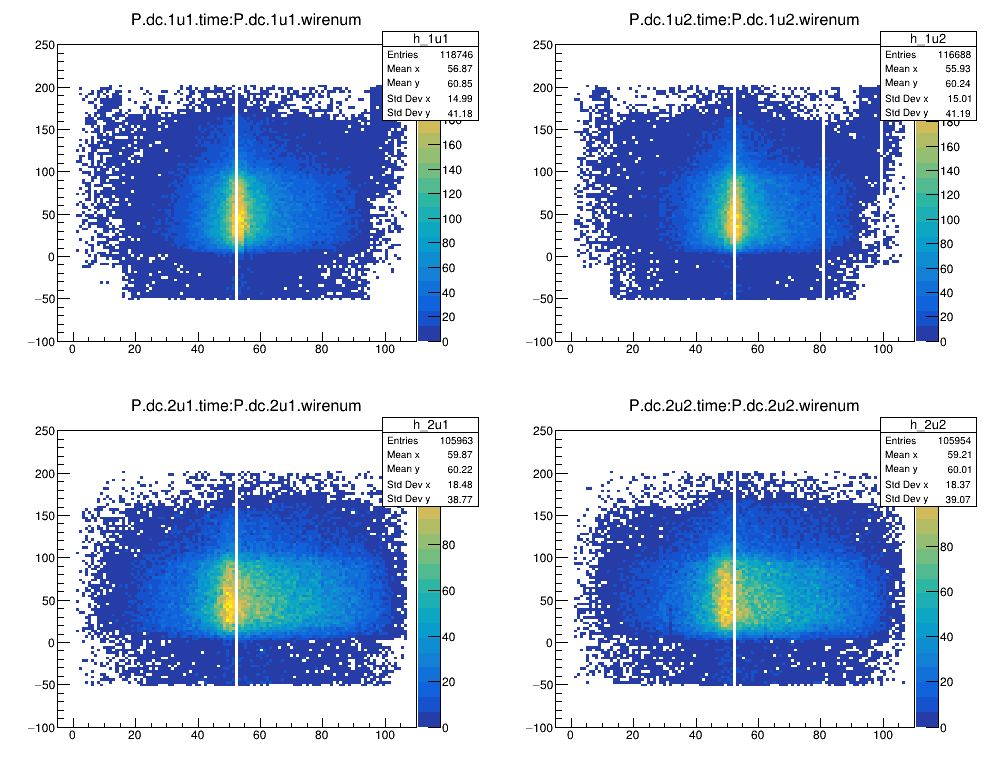 P.dc.1u1.time:P.dc.1u1.wirenum
h_1u1
Entries 118746
Mean x 56.87
Mean y 60.85
Std Dev x 14.99
Std Dev y 41.18
250
200
150
100
50
0
−50
−100
0 20 40 60 80 100
160
140
120
100
80
60
40
20
0
P.dc.1u2.time:P.dc.1u2.wirenum
h_1u2
Entries 116688
Mean x 55.93
Mean y 60.24
Std Dev x 15.01
Std Dev y 41.19
250
200
150
100
50
0
−50
−100
0 20 40 60 80 100
160
140
120
100
80
60
40
20
0
P.dc.2u1.time:P.dc.2u1.wirenum
h_2u1
Entries 105963
Mean x 59.87
Mean y 60.22
Std Dev x 18.48
Std Dev y 38.77
250
200
150
100
50
0
−50
−100
0 20 40 60 80 100
80
60
40
20
0
P.dc.2u2.time:P.dc.2u2.wirenum
h_2u2
Entries 105954
Mean x 59.21
Mean y 60.01
Std Dev x 18.37
Std Dev y 39.07
250
200
150
100
50
0
−50
−100
0 20 40 60 80 100
80
60
40
20
0